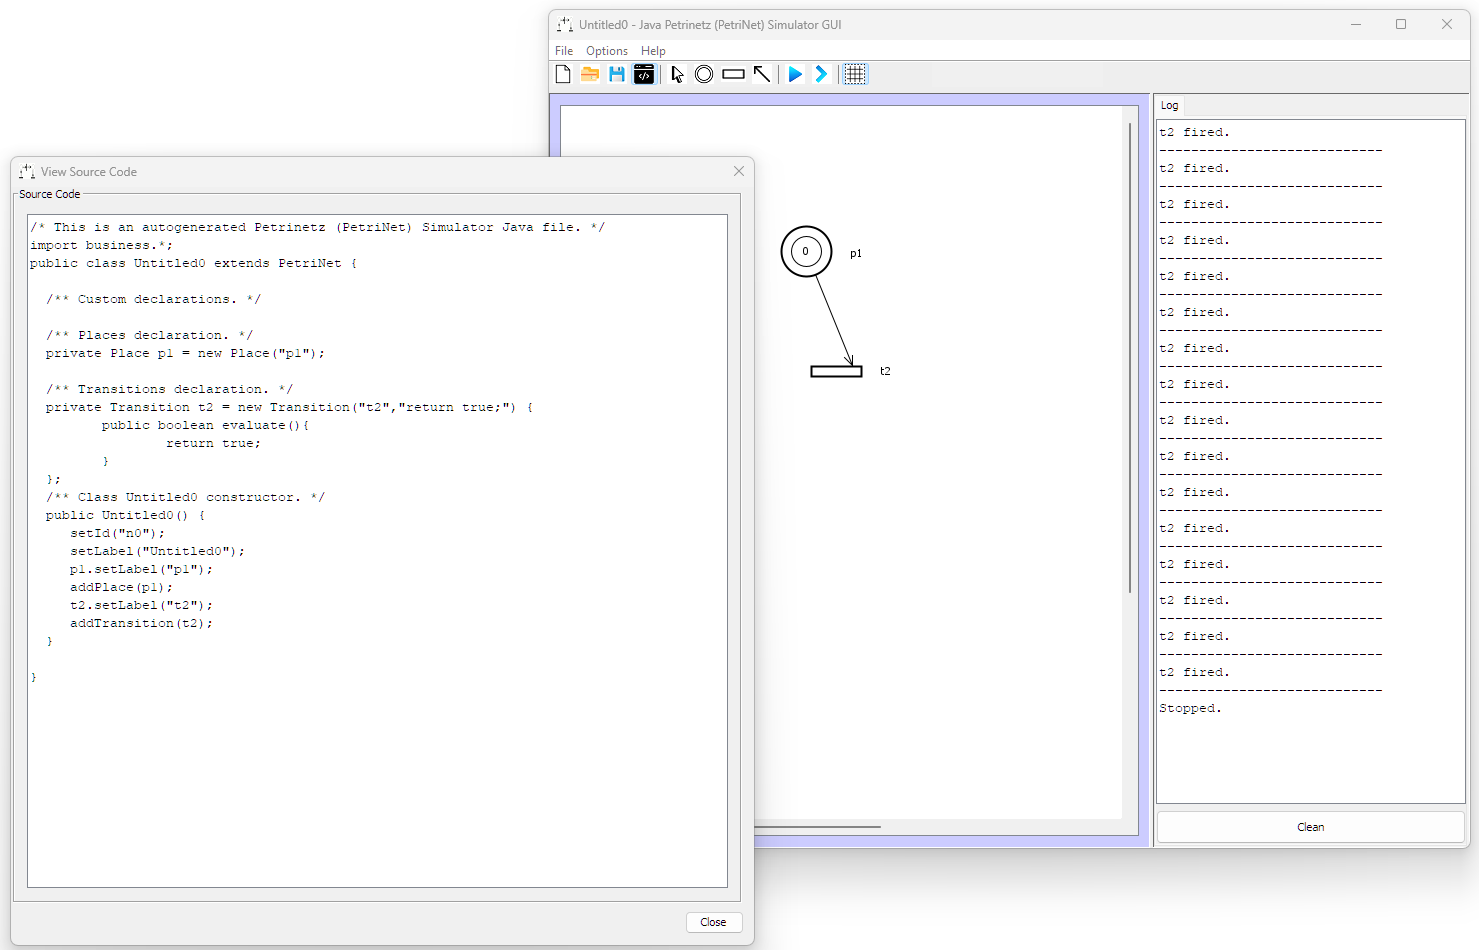 Untitled0 - Java Petrinetz (PetriNet) Simulator GUI
File Options Help
View Source Code
Source Code
/* This is an autogenerated Petrinetz (PetriNet) Simulator Java file. */
import business.*;
public class Untitled0 extends PetriNet {
/** Custom declarations. */
/** Places declaration. */
private Place p1 = new Place("p1");
/** Transitions declaration. */
private Transition t2 = new Transition("t2","return true;") {
public boolean evaluate(){
return true;
}
};
/** Class Untitled0 constructor. */
public Untitled0() {
setId("n0");
setLabel("Untitled0");
p1.setLabel("p1");
addPlace(p1);
t2.setLabel("t2");
addTransition(t2);
}
}
Close
0 p1
t2
Log
t2 fired.
----------------------------
t2 fired.
----------------------------
t2 fired.
----------------------------
t2 fired.
----------------------------
t2 fired.
----------------------------
t2 fired.
----------------------------
t2 fired.
----------------------------
t2 fired.
----------------------------
t2 fired.
----------------------------
t2 fired.
----------------------------
t2 fired.
----------------------------
t2 fired.
----------------------------
t2 fired.
----------------------------
t2 fired.
----------------------------
t2 fired.
----------------------------
t2 fired.
----------------------------
Stopped.
Clean